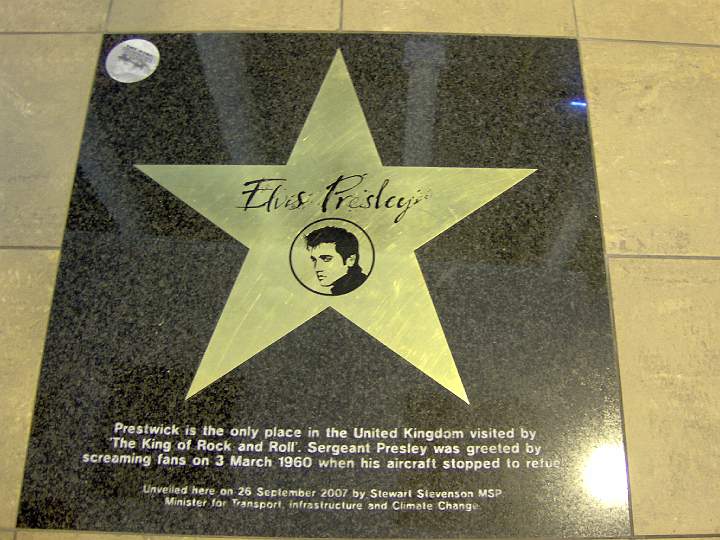 Elvis Presley
Prestwick is the only place in the United Kingdom visited by
'The King of Rock and Roll'. Sergeant Presley was greeted by
screaming fans on 3 March 1960 when his aircraft stopped to refuel
Unveiled here on 26 September 2007 by Stewart Stevenson MSP
Minister for Transport, infrastructure and Climate Change